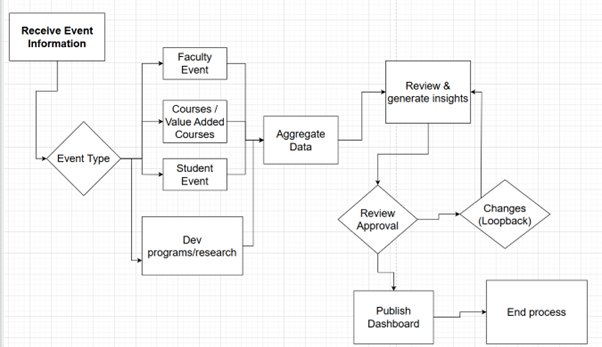 Receive Event
Information
Event Type
Faculty
Event
Courses /
Value Added
Courses
Student
Event
Dev
programs/research
Aggregate
Data
Review &
generate insights
Review
Approval
Changes
(Loopback)
Publish
Dashboard
End process